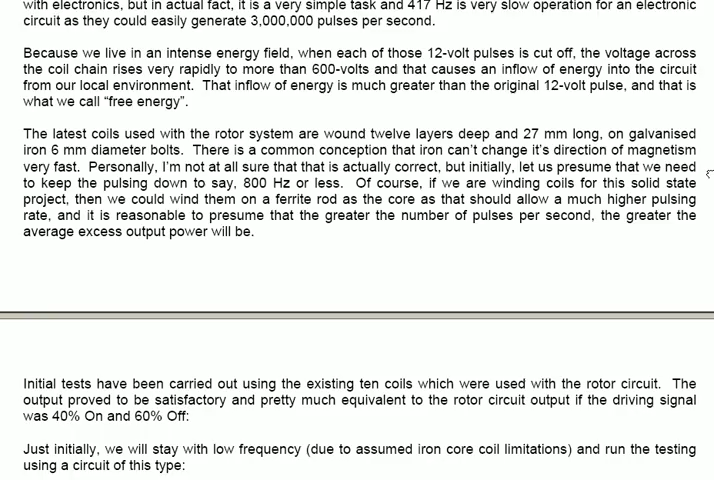 with electronics, but in actual fact, it is a very simple task and 417 Hz is very slow operation for an electronic
circuit as they could easily generate 3,000,000 pulses per second.
Because we live in an intense energy field, when each of those 12-volt pulses is cut off, the voltage across
the coil chain rises very rapidly to more than 600-volts and that causes an inflow of energy into the circuit
from our local environment.  That inflow of energy is much greater than the original 12-volt pulse, and that is
what we call “free energy”.
The latest coils used with the rotor system are wound twelve layers deep and 27 mm long, on galvanised
iron 6 mm diameter bolts.  There is a common conception that iron can’t change it’s direction of magnetism
very fast.  Personally, I’m not at all sure that that is actually correct, but initially, let us presume that we need
to keep the pulsing down to say, 800 Hz or less.  Of course, if we are winding coils for this solid state
project, then we could wind them on a ferrite rod as the core as that should allow a much higher pulsing
rate, and it is reasonable to presume that the greater the number of pulses per second, the greater the
average excess output power will be.
Initial tests have been carried out using the existing ten coils which were used with the rotor circuit.  The
output proved to be satisfactory and pretty much equivalent to the rotor circuit output if the driving signal
was 40% On and 60% Off:
Just initially, we will stay with low frequency (due to assumed iron core coil limitations) and run the testing
using a circuit of this type: